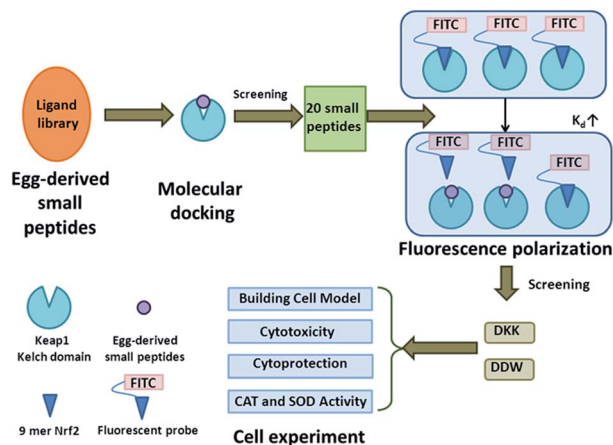 Ligand
library
Egg-derived
small
peptides
Molecular
docking
Screening
20 small
peptides
FITC
FITC
FITC
Kd↑
FITC
FITC
FITC
Fluorescence polarization
Screening
DKK
DDW
Building Cell Model
Cytotoxicity
Cytoprotection
CAT and SOD Activity
Cell experiment
Keap1
Kelch domain
Egg-derived
small peptides
FITC
9 mer Nrf2
Fluorescent probe